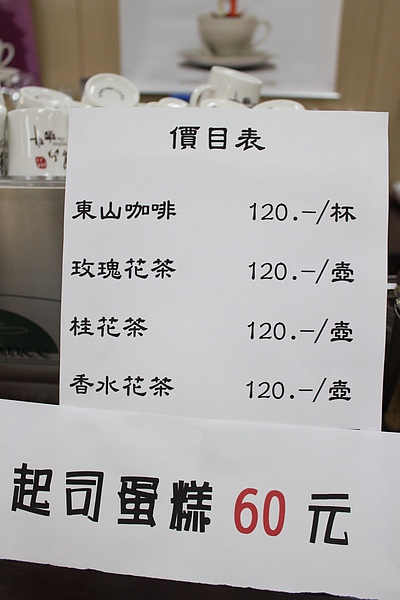 價目表
東山咖啡 120.-/杯
玫瑰花茶 120.-/壺
桂花茶 120.-/壺
香水花茶 120.-/壺
起司蛋糕 60 元